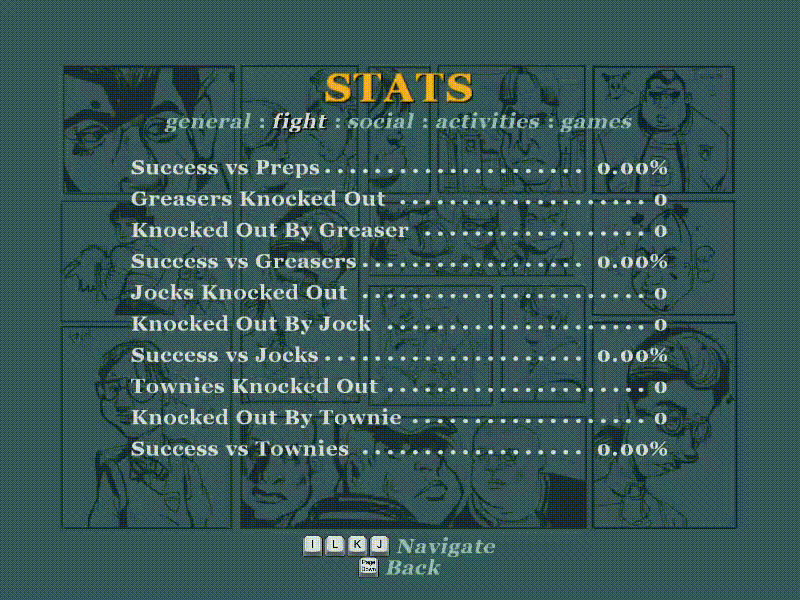 STATS
general : fight : social : activities : games
Success vs Preps..................... 0.00%
Greasers Knocked Out .................... 0
Knocked Out By Greaser .................. 0
Success vs Greasers.................. 0.00%
Jocks Knocked Out ....................... 0
Knocked Out By Jock ..................... 0
Success vs Jocks..................... 0.00%
Townies Knocked Out ..................... 0
Knocked Out By Townie ................... 0
Success vs Townies .................. 0.00%
I L K J Navigate
Page Down Back